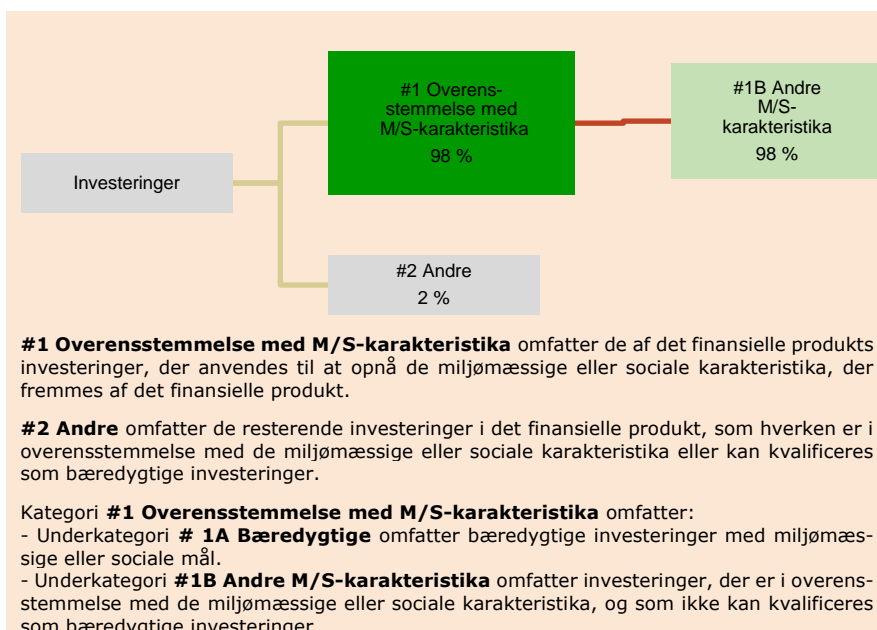 #1 Overens-
stemmelse med
M/S-karakteristika
98 %
#1B Andre
M/S-
karakteristika
98 %
Investeringer
#2 Andre
2 %
#1 Overensstemmelse med M/S-karakteristika omfatter de af det finansielle produkts
investeringer, der anvendes til at opnå de miljømæssige eller sociale karakteristika, der
fremmes af det finansielle produkt.
#2 Andre omfatter de resterende investeringer i det finansielle produkt, som hverken er i
overensstemmelse med de miljømæssige eller sociale karakteristika eller kan kvalificeres
som bæredygtige investeringer.
Kategori #1 Overensstemmelse med M/S-karakteristika omfatter:
- Underkategori # 1A Bæredygtige omfatter bæredygtige investeringer med miljømæs-
sige eller sociale mål.
- Underkategori #1B Andre M/S-karakteristika omfatter investeringer, der er i overens-
stemmelse med de miljømæssige eller sociale karakteristika, og som ikke kan kvalificeres
som bæredygtige investeringer.